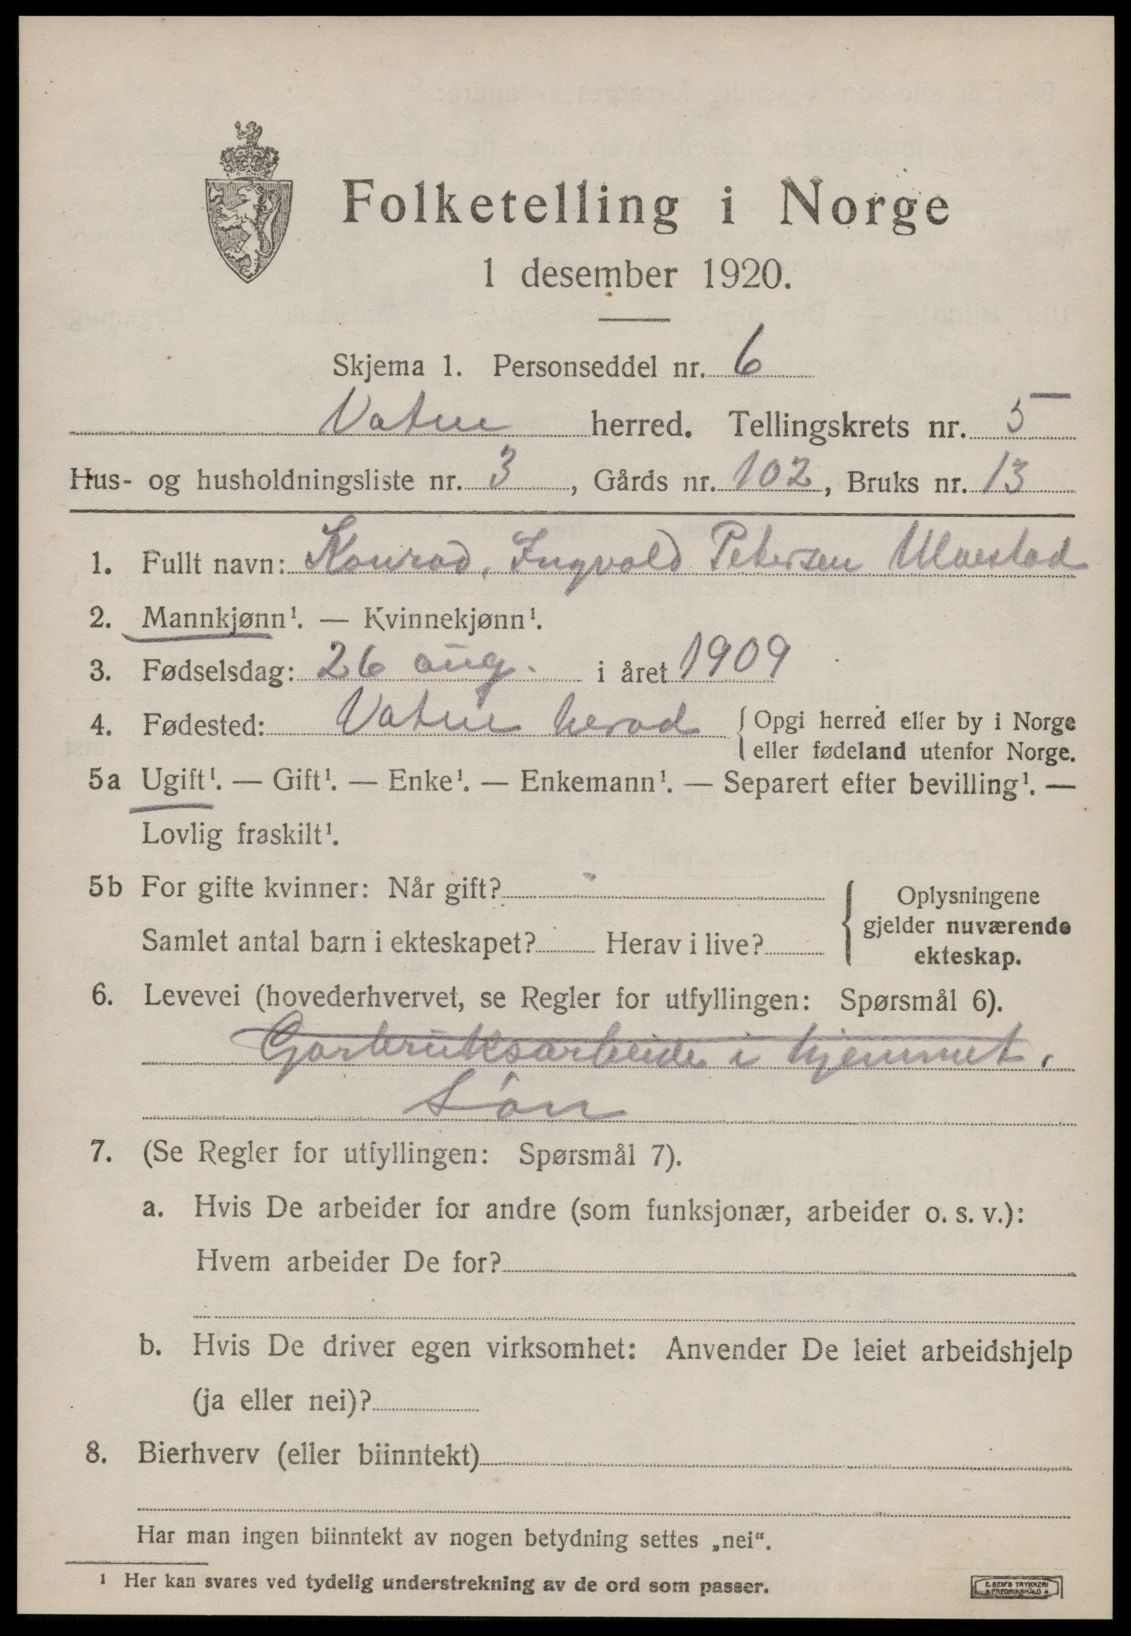 Folketelling i Norge
1 desember 1920.
Skjema 1. Personseddel nr. 6
Vatne herred. Tellingskrets nr. 5
Hus- og husholdningsliste nr. 3, Gårds nr. 102, Bruks nr. 13
1. Fullt navn: Konrad, Ingvald Petersen Ulvestad
2. Mannkjønn¹. — Kvinnekjønn¹.
3. Fødselsdag: 26 aug. i året 1909
4. Fødested: Vatne herad { Opgi herred eller by i Norge
eller fødeland utenfor Norge.
5a Ugift¹. — Gift¹. — Enke¹. — Enkemann¹. — Separert efter bevilling¹. —
Lovlig fraskilt¹.
5b For gifte kvinner: Når gift? -
Samlet antal barn i ekteskapet? Herav i live?
{ Oplysningene
gjelder nuværende
ekteskap.
6. Levevei (hovederhvervet, se Regler for utfyllingen: Spørsmål 6).
Garbruksarbeide i hjemmet.
Søn
7. (Se Regler for utfyllingen: Spørsmål 7).
a. Hvis De arbeider for andre (som funksjonær, arbeider o. s. v.):
Hvem arbeider De for?
b. Hvis De driver egen virksomhet: Anvender De leiet arbeidshjelp
(ja eller nei)?
8. Bierhverv (eller biinntekt)
Har man ingen biinntekt av nogen betydning settes „nei“.
¹ Her kan svares ved tydelig understrekning av de ord som passer.
E. SEM'S TRYKKERI
FREDRIKSHALD